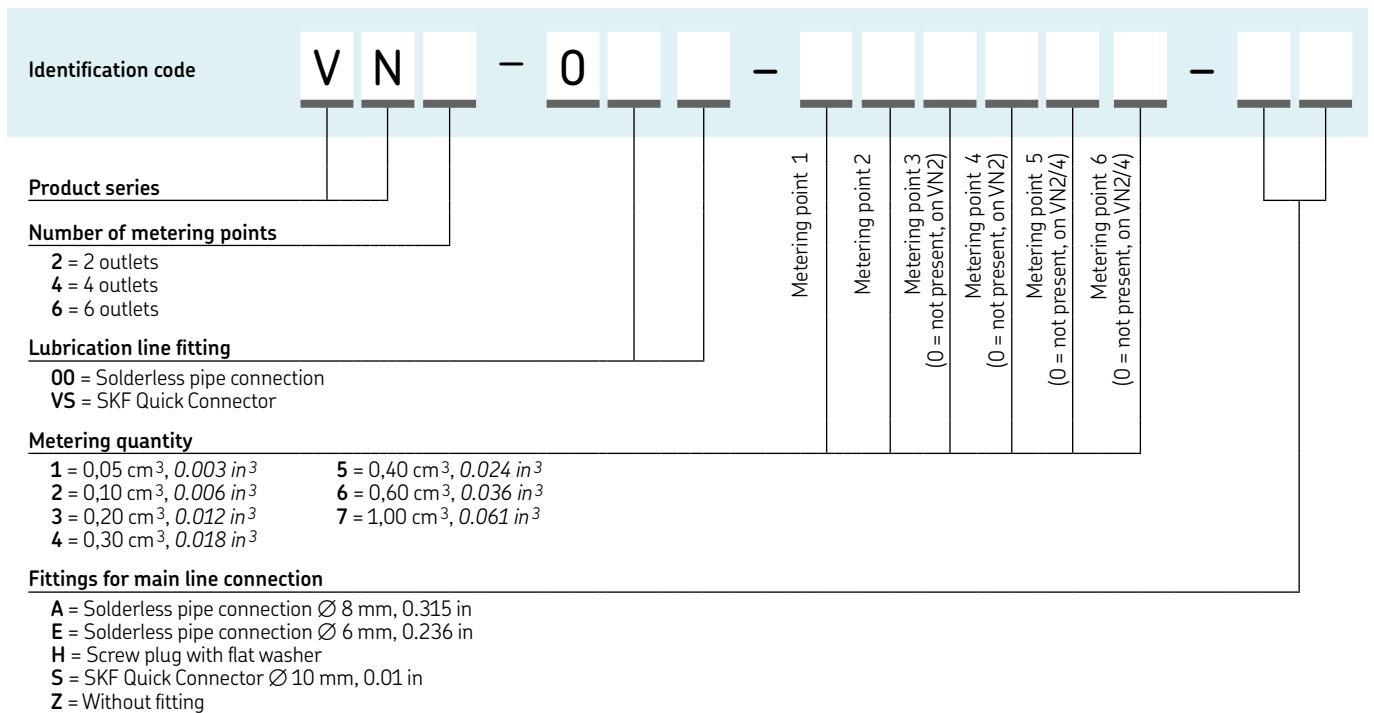 Identification code V N – 0 – –
Product series
Number of metering points
2 = 2 outlets
4 = 4 outlets
6 = 6 outlets
Lubrication line fitting
00 = Solderless pipe connection
VS = SKF Quick Connector
Metering point 1
Metering point 2
Metering point 3
(0 = not present, on VN2)
Metering point 4
(0 = not present, on VN2)
Metering point 5
(0 = not present, on VN2/4)
Metering point 6
(0 = not present, on VN2/4)
Metering quantity
1 = 0,05 cm³, 0.003 in³
2 = 0,10 cm³, 0.006 in³
3 = 0,20 cm³, 0.012 in³
4 = 0,30 cm³, 0.018 in³
5 = 0,40 cm³, 0.024 in³
6 = 0,60 cm³, 0.036 in³
7 = 1,00 cm³, 0.061 in³
Fittings for main line connection
A = Solderless pipe connection ∅ 8 mm, 0.315 in
E = Solderless pipe connection ∅ 6 mm, 0.236 in
H = Screw plug with flat washer
S = SKF Quick Connector ∅ 10 mm, 0.01 in
Z = Without fitting